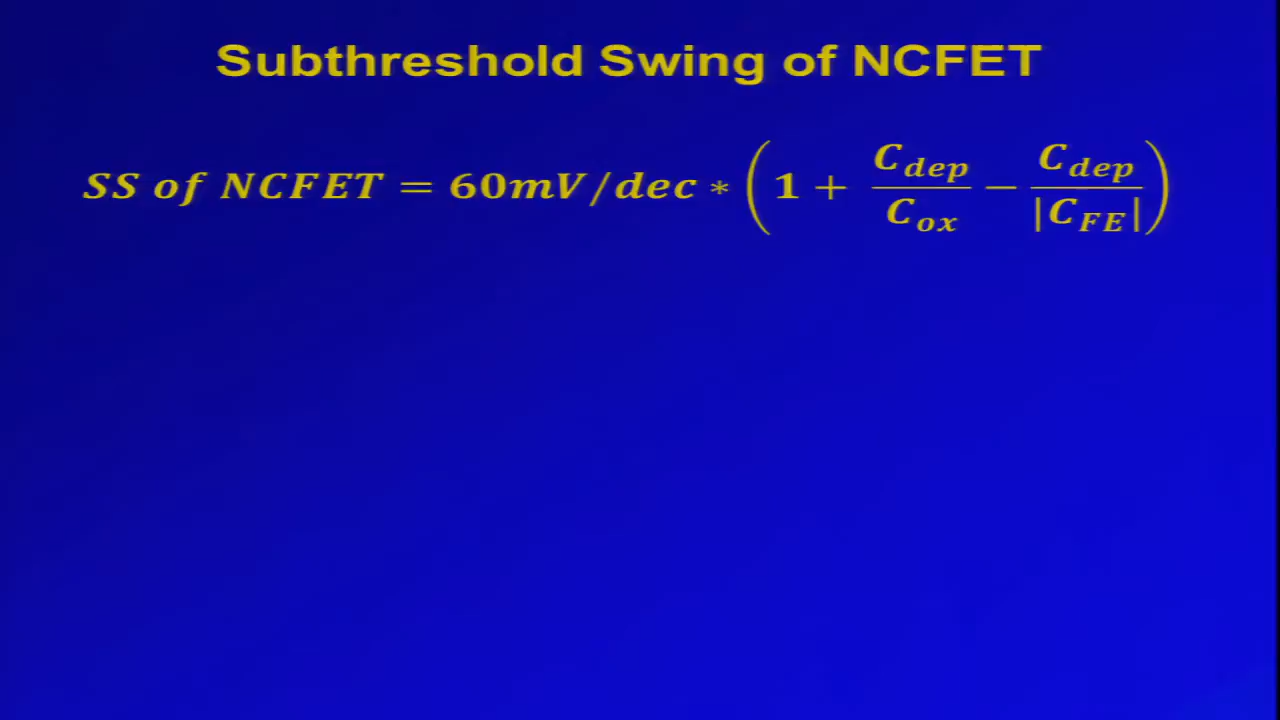 Subthreshold Swing of NCFET
SS of NCFET = 60mV/dec * (1 + C_dep/C_ox − C_dep/|C_FE|)